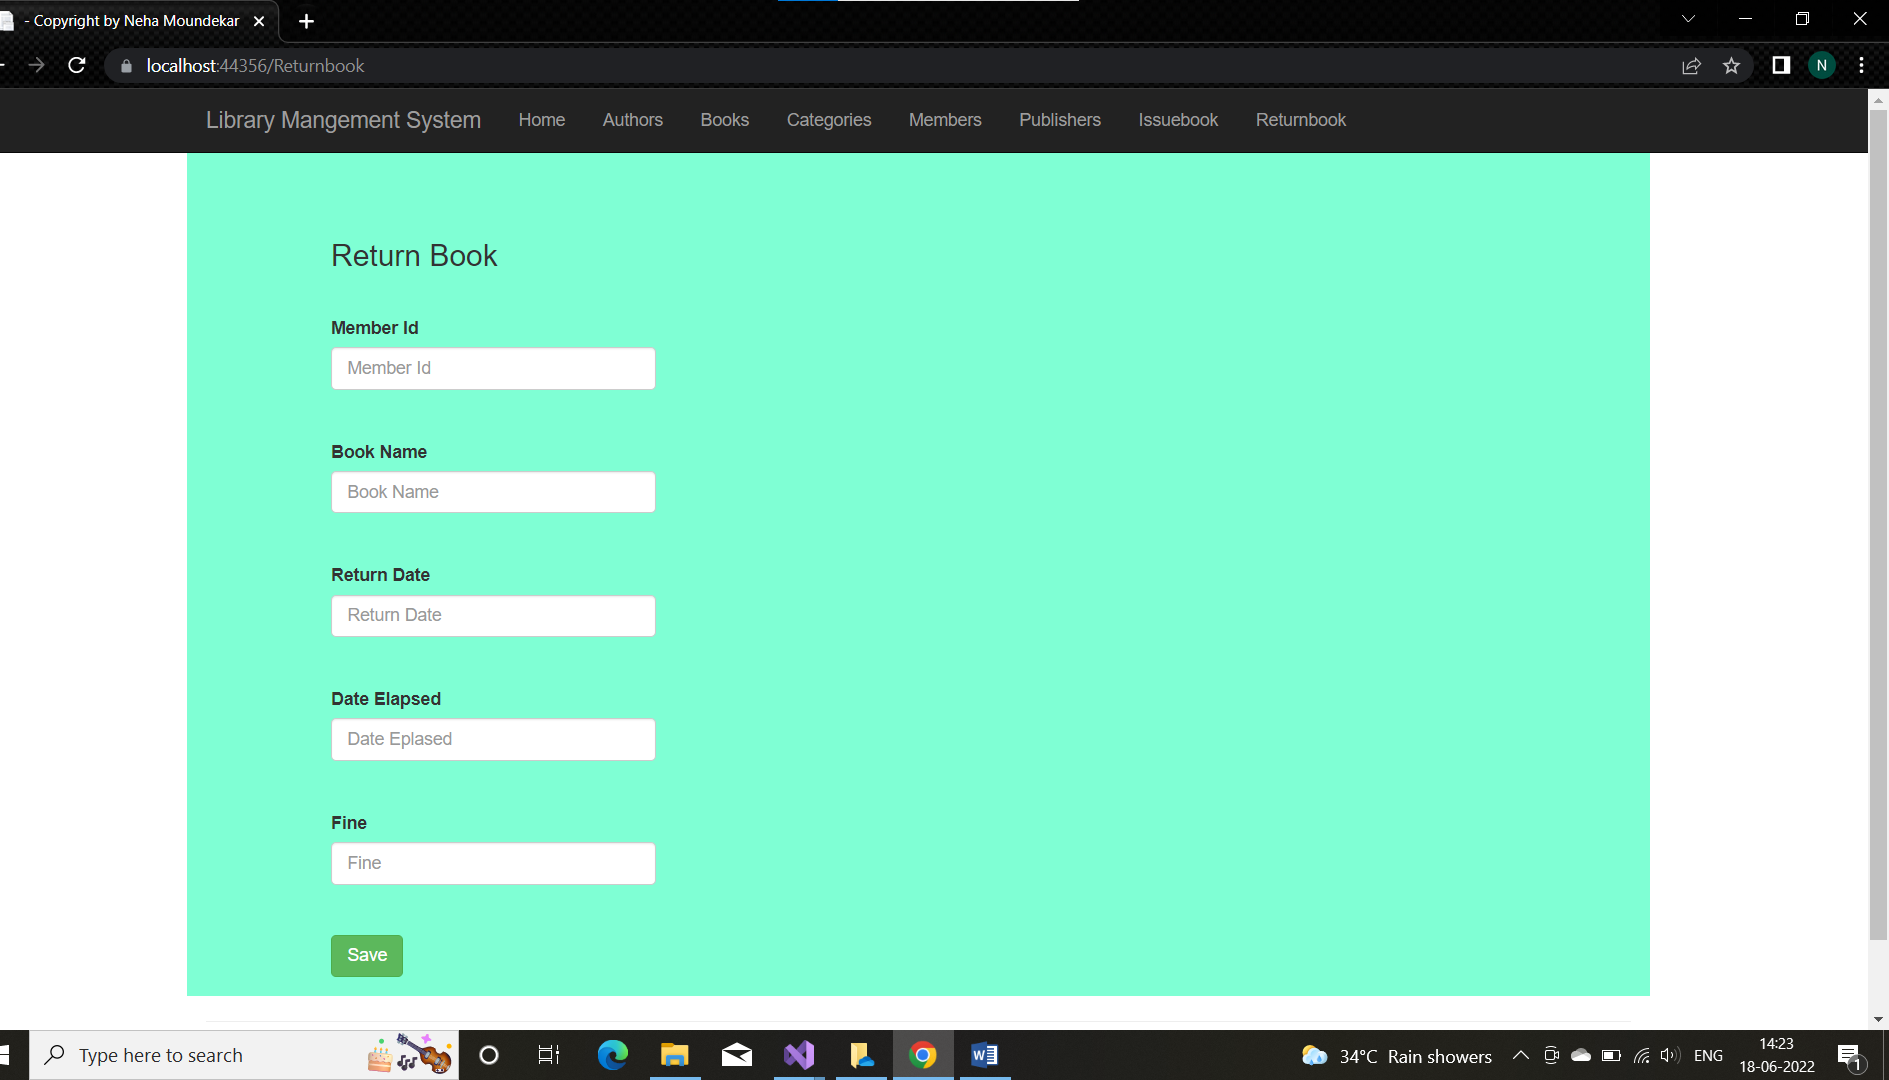 - Copyright by Neha Moundekar
localhost:44356/Returnbook
N
Library Mangement System Home Authors Books Categories Members Publishers Issuebook Returnbook
Return Book
Member Id
Member Id
Book Name
Book Name
Return Date
Return Date
Date Elapsed
Date Eplased
Fine
Fine
Save
Type here to search
34°C Rain showers
ENG
14:23
18-06-2022
1